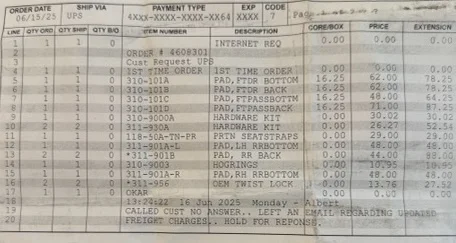 ORDER DATE SHIP VIA PAYMENT TYPE EXP CODE
06/15/25 UPS 4XXX-XXXX-XXXX-XX64 XXXX 7 Page
LINE QTY ORD QTY SHIP QTY B/O ITEM NUMBER DESCRIPTION CORE/BOX PRICE EXTENSION
1 1 1 0 INTERNET REQ 0.00 0.00 0.00
2 ORDER # 4608301
3 Cust Request UPS
4 1 1 0 1ST TIME ORDER 1ST TIME ORDER 0.00 0.00 0.00
5 1 1 0 310-101A PAD,FTDR BOTTOM 16.25 62.00 78.25
6 1 1 0 310-101B PAD,FTDR BACK 16.25 62.00 78.25
7 1 1 0 310-101C PAD,FTPASSBOTTM 16.25 48.00 64.25
8 1 1 0 310-101D PAD,FTPASSBACK 16.25 71.00 87.25
9 1 1 0 310-9000A HARDWARE KIT 0.00 30.02 30.02
10 2 2 0 311-930A HARDWARE KIT 0.00 26.27 52.54
11 1 1 0 118-50A-TN-PR PRTN SEATSTRAPS 0.00 29.00 29.00
12 1 1 0 311-901A-L PAD,LH RRBOTTOM 0.00 48.00 48.00
13 2 2 0 *311-901B PAD, RR BACK 0.00 44.00 88.00
14 1 1 0 310-9003 HOGRINGS 0.00 10.95 10.95
15 1 1 0 311-901A-R PAD,RH RRBOTTOM 0.00 48.00 48.00
16 2 2 0 *311-956 OEM TWIST LOCK 0.00 13.76 27.52
17 1 1 0 OKAR 0.00 0.00 0.00
18 13:24:22 16 Jun 2025 Monday - Albert
19 CALLED CUST NO ANSWER.. LEFT AN EMAIL REGARDING UPDATED
20 FREIGHT CHARGES.. HOLD FOR REPONSE.